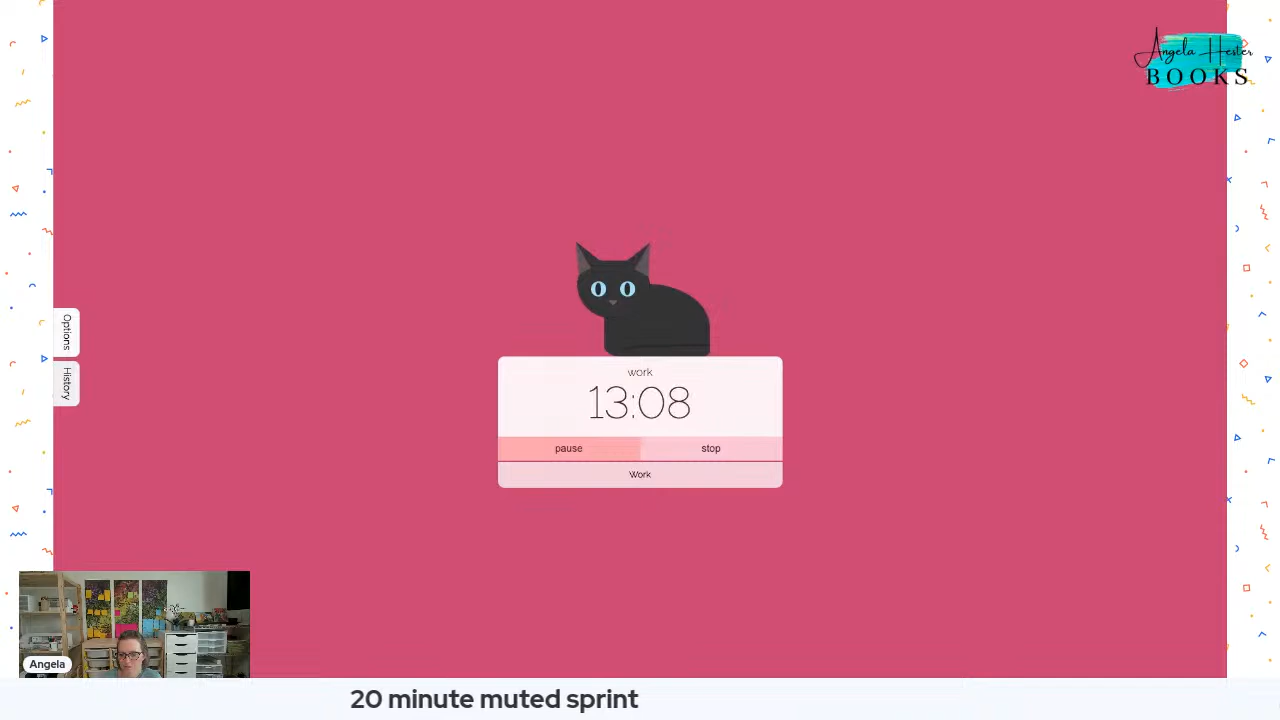 Angela Hester
BOOKS
Options
History
work
13:08
pause
stop
Work
Angela
20 minute muted sprint